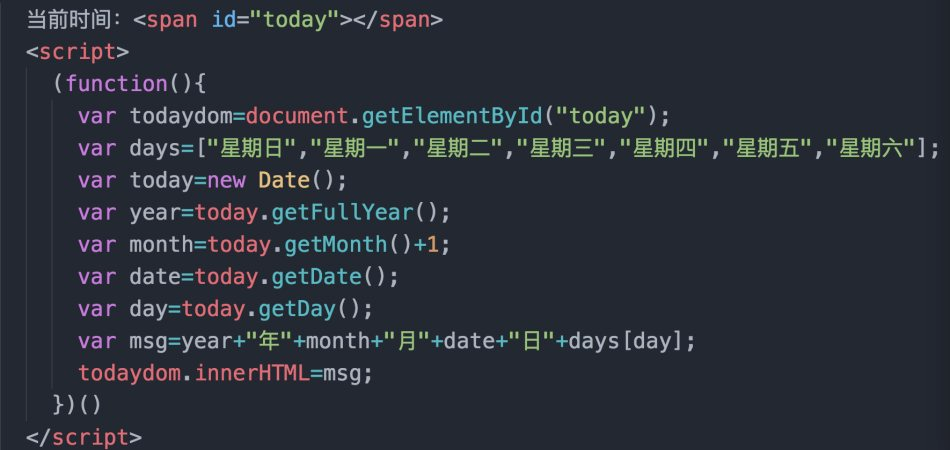 当前时间：<span id="today"></span>
<script>
(function(){
var todaydom=document.getElementById("today");
var days=["星期日","星期一","星期二","星期三","星期四","星期五","星期六"];
var today=new Date();
var year=today.getFullYear();
var month=today.getMonth()+1;
var date=today.getDate();
var day=today.getDay();
var msg=year+"年"+month+"月"+date+"日"+days[day];
todaydom.innerHTML=msg;
})()
</script>